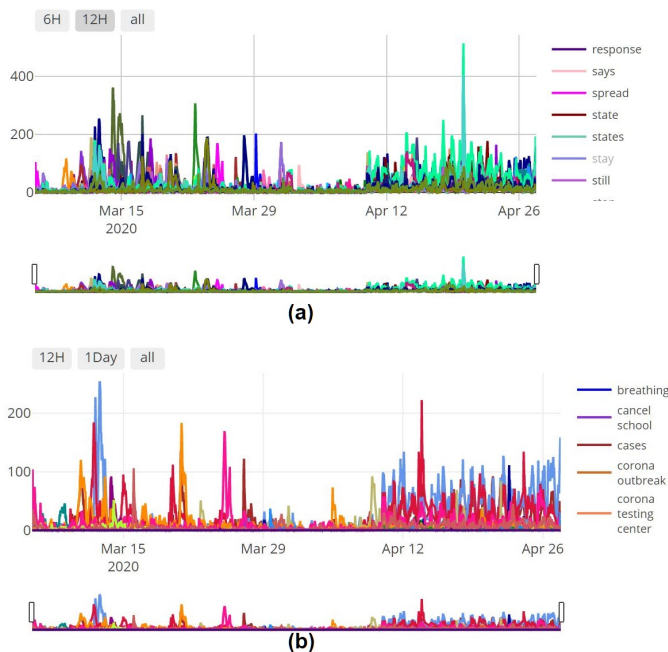 6H 12H all
400
200
0
Mar 15
2020
Mar 29
Apr 12
Apr 26
response
says
spread
state
states
stay
still
(a)
12H 1Day all
200
100
0
Mar 15
2020
Mar 29
Apr 12
Apr 26
breathing
cancel
school
cases
corona
outbreak
corona
testing
center
(b)